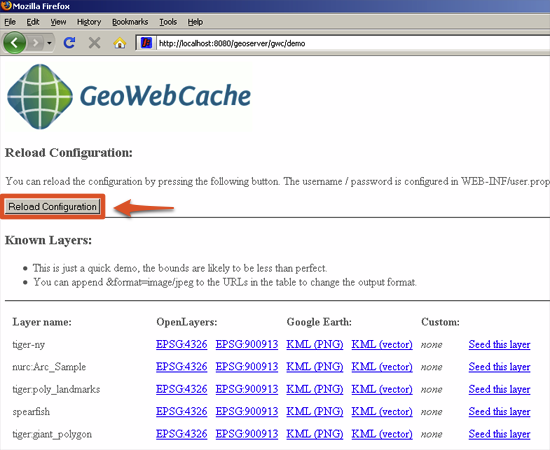 Mozilla Firefox
File Edit View History Bookmarks Tools Help
http://localhost:8080/geoserver/gwc/demo
GeoWebCache
Reload Configuration:
You can reload the configuration by pressing the following button. The username / password is configured in WEB-INF/user.prop
Reload Configuration
Known Layers:
This is just a quick demo, the bounds are likely to be less than perfect.
You can append &format=image/jpeg to the URLs in the table to change the output format.
Layer name: OpenLayers: Google Earth: Custom:
tiger-ny EPSG:4326 EPSG:900913 KML (PNG) KML (vector) none Seed this layer
nurc:Arc_Sample EPSG:4326 EPSG:900913 KML (PNG) KML (vector) none Seed this layer
tiger:poly_landmarks EPSG:4326 EPSG:900913 KML (PNG) KML (vector) none Seed this layer
spearfish EPSG:4326 EPSG:900913 KML (PNG) KML (vector) none Seed this layer
tiger:giant_polygon EPSG:4326 EPSG:900913 KML (PNG) KML (vector) none Seed this layer